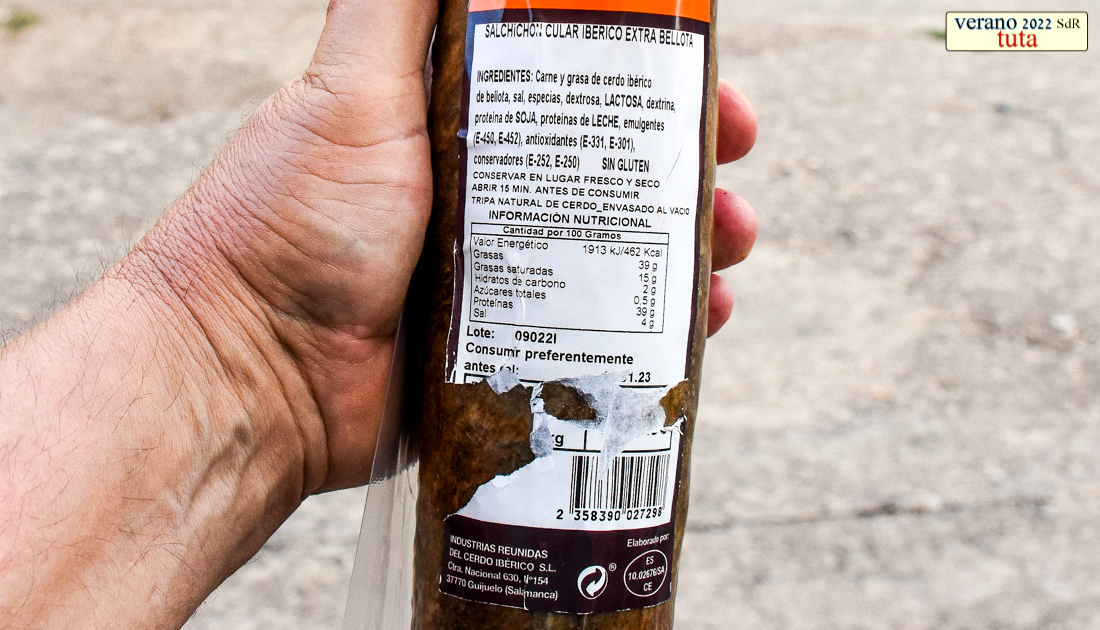 verano 2022 SdR
tuta
SALCHICHON CULAR IBERICO EXTRA BELLOTA
INGREDIENTES: Carne y grasa de cerdo ibérico
de bellota, sal, especias, dextrosa, LACTOSA, dextrina,
proteína de SOJA, proteínas de LECHE, emulgentes
(E-450, E-452), antioxidantes (E-331, E-301),
conservadores (E-252, E-250) SIN GLUTEN
CONSERVAR EN LUGAR FRESCO Y SECO
ABRIR 15 MIN. ANTES DE CONSUMIR
TRIPA NATURAL DE CERDO_ENVASADO AL VACIO
INFORMACIÓN NUTRICIONAL
Cantidad por 100 Gramos
Valor Energético 1913 kJ/462 Kcal
Grasas 39 g
Grasas saturadas 15 g
Hidratos de carbono 2 g
Azúcares totales 0,5 g
Proteínas 39 g
Sal 4 g
Lote: 09022I
Consumir preferentemente
antes del: 1.23
kg
2 358390 027298
INDUSTRIAS REUNIDAS
DEL CERDO IBÉRICO S.L.
Ctra. Nacional 630, Nº154
37770 Guijuelo (Salamanca)
Elaborado por:
®
ES
10.02676/SA
CE